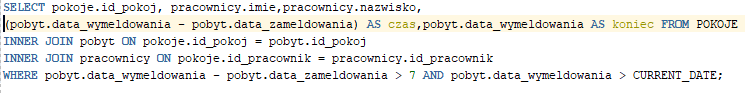 SELECT pokoje.id_pokoj, pracownicy.imie,pracownicy.nazwisko,
(pobyt.data_wymeldowania - pobyt.data_zameldowania) AS czas,pobyt.data_wymeldowania AS koniec FROM POKOJE
INNER JOIN pobyt ON pokoje.id_pokoj = pobyt.id_pokoj
INNER JOIN pracownicy ON pokoje.id_pracownik = pracownicy.id_pracownik
WHERE pobyt.data_wymeldowania - pobyt.data_zameldowania > 7 AND pobyt.data_wymeldowania > CURRENT_DATE;